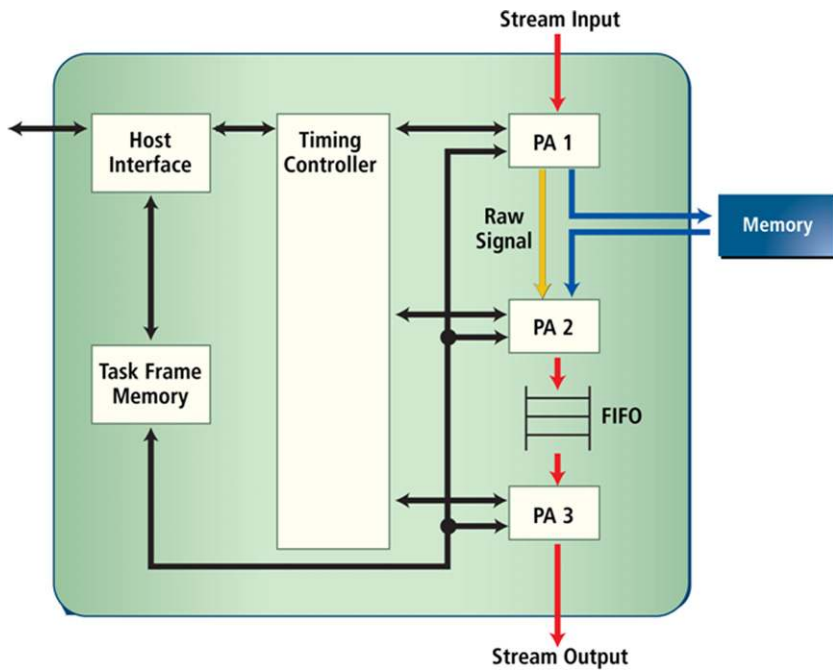 Stream Input
Host
Interface
Timing
Controller
PA 1
Raw
Signal
Memory
PA 2
Task Frame
Memory
FIFO
PA 3
Stream Output